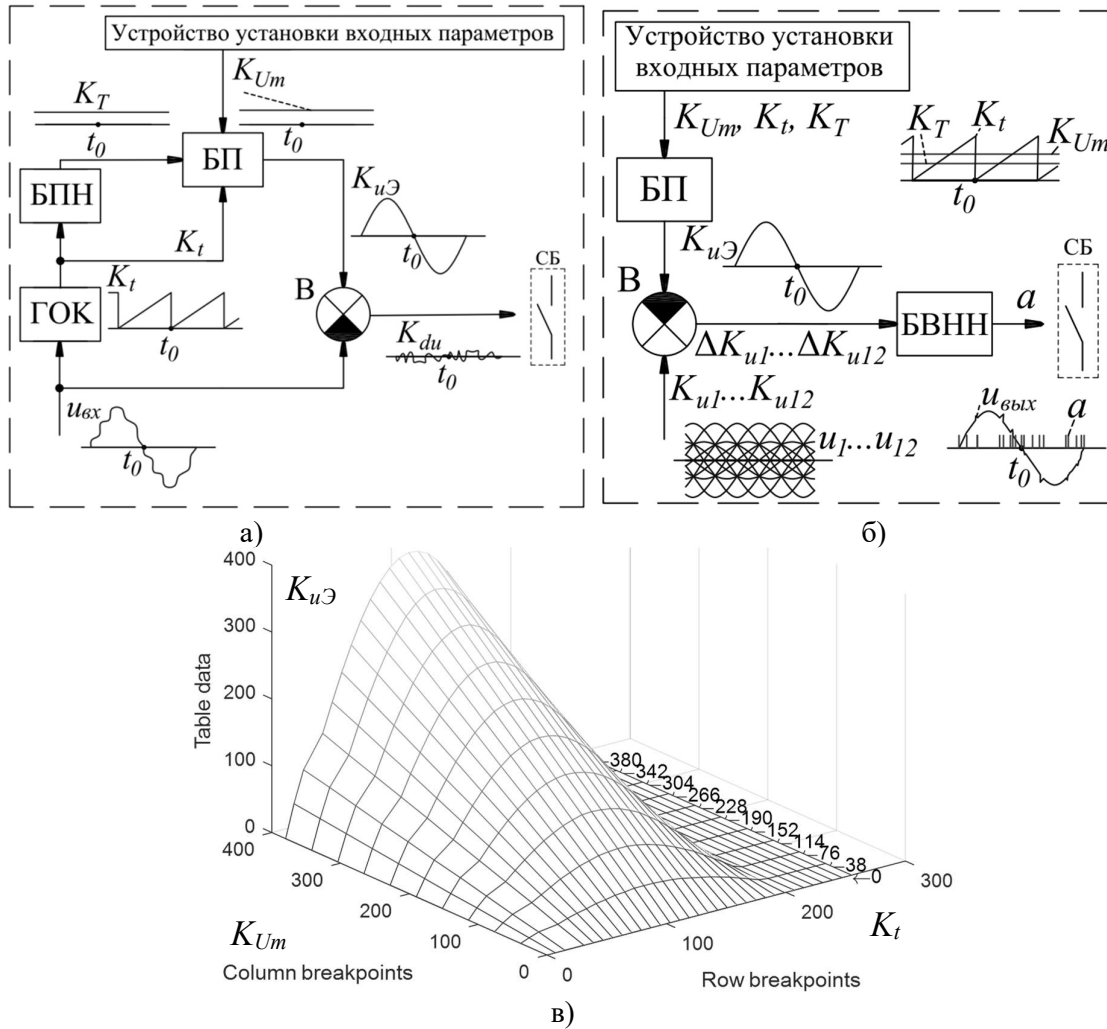 Устройство установки входных параметров
K_Um
K_T
t_0
t_0
БП
БПН
K_uЭ
t_0
K_t
K_t
ГОК
t_0
В
СБ
K_du
t_0
u_вх
t_0
а)
Устройство установки
входных параметров
K_Um, K_t, K_T
K_T
K_t
K_Um
t_0
БП
K_uЭ
t_0
СБ
В
БВНН
a
ΔK_u1...ΔK_u12
K_u1...K_u12
u_1...u_12
u_вых
a
t_0
б)
400
300
200
100
0
K_uЭ
Table data
400
300
200
100
0
K_Um
Column breakpoints
0
100
200
300
K_t
Row breakpoints
380
342
304
266
228
190
152
114
76
38
0
в)